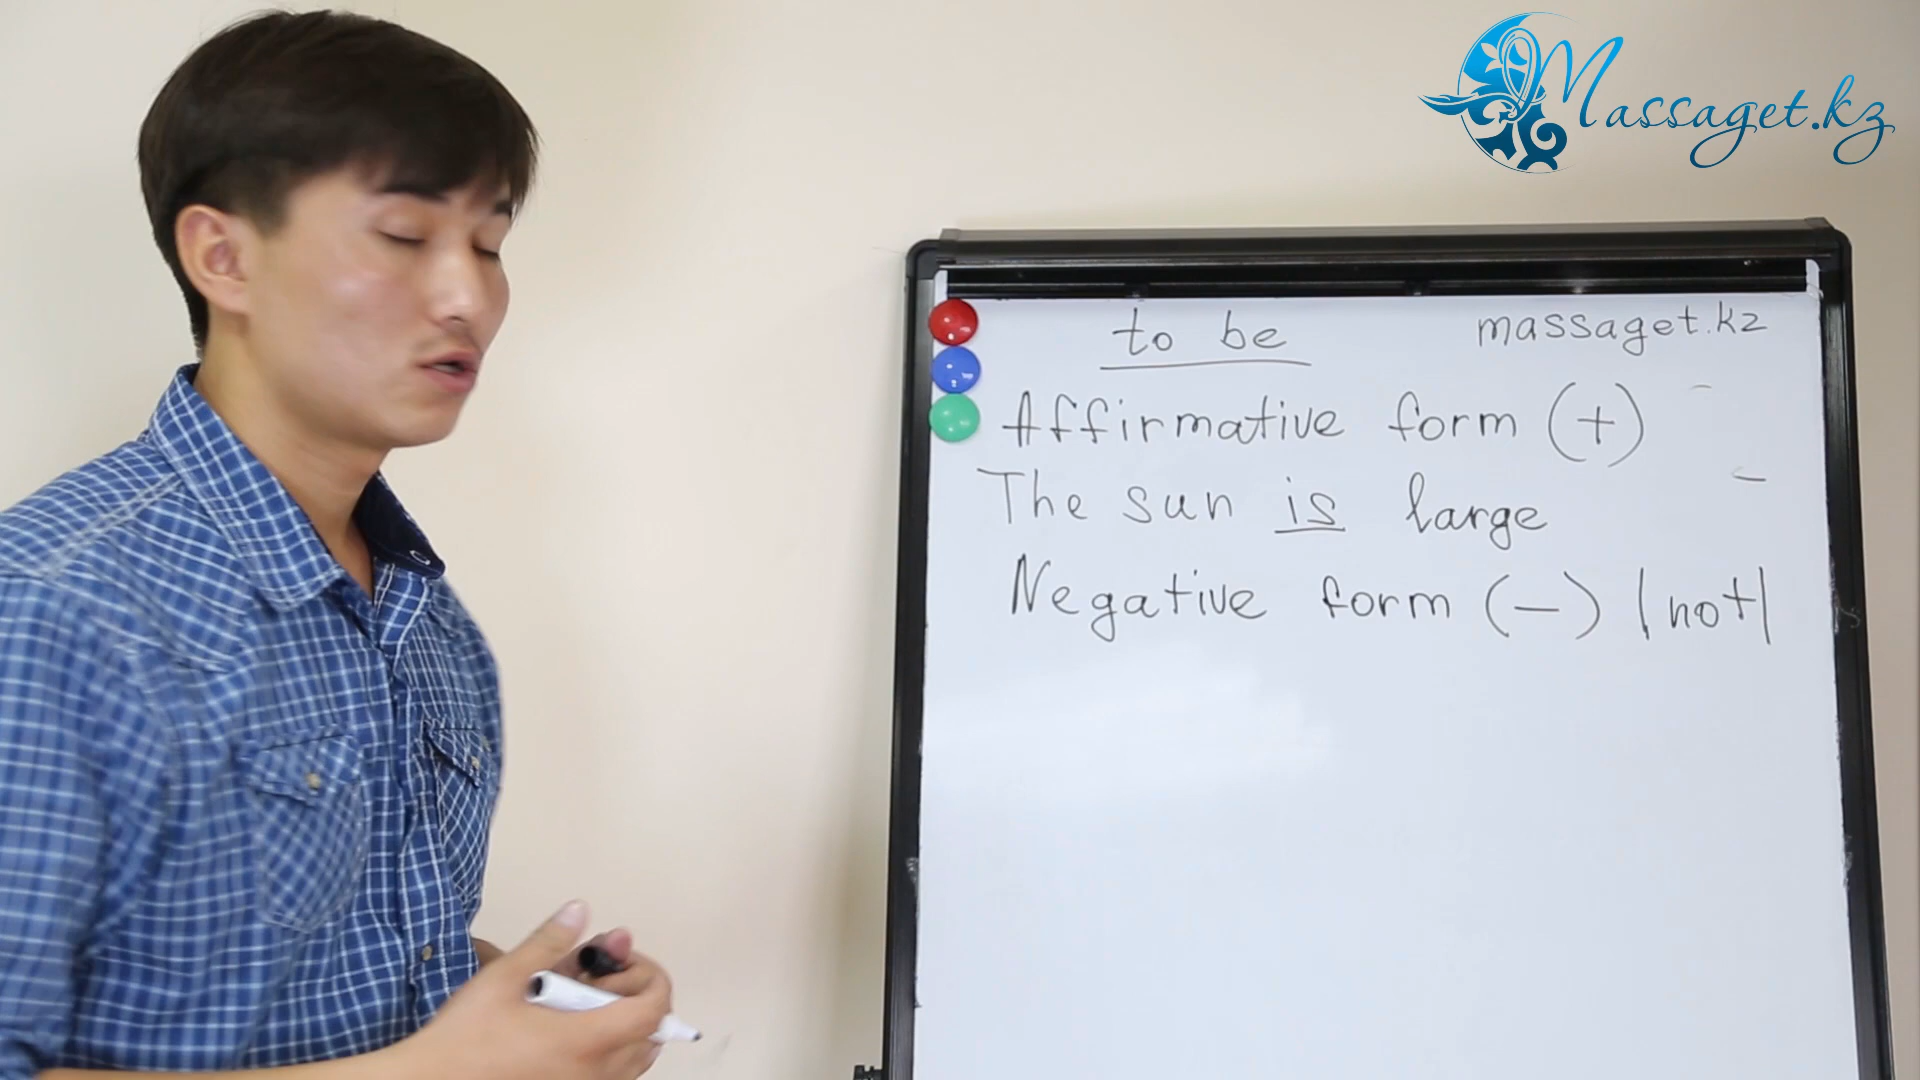 Massaget.kz
to be
massaget.kz
Affirmative form (+)
The sun is large
Negative form (-) |not|